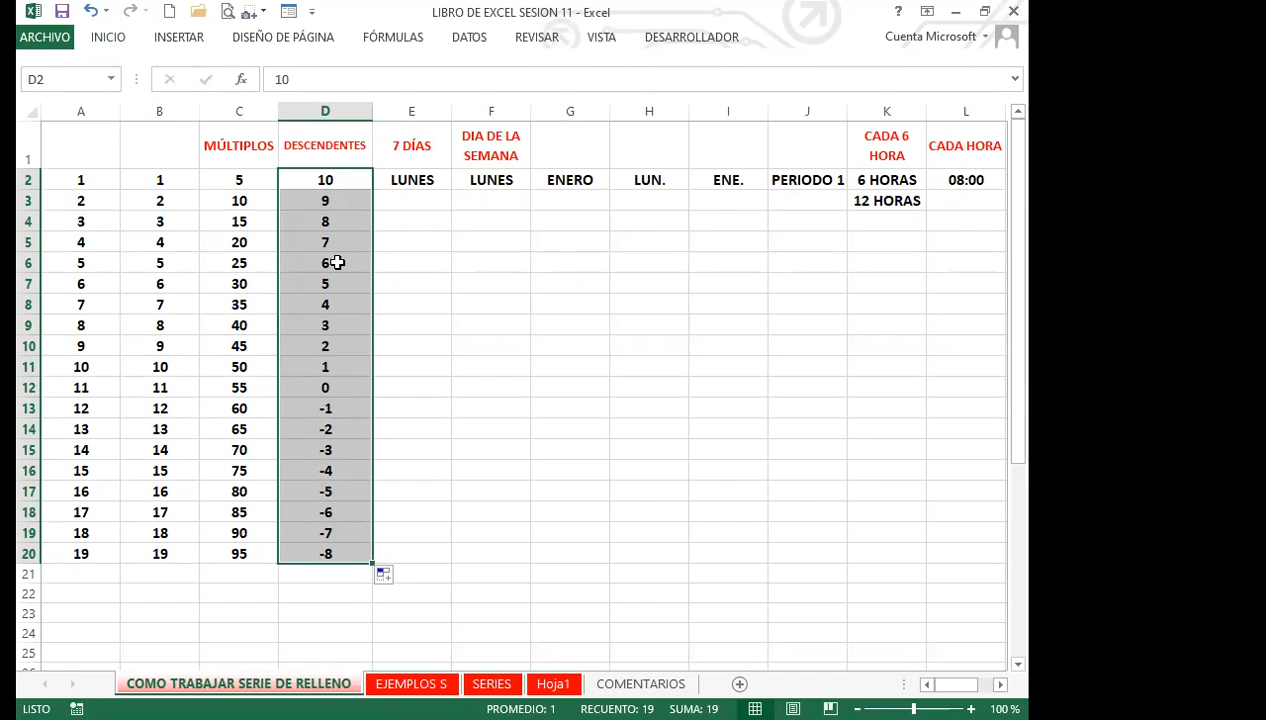 LIBRO DE EXCEL SESION 11 - Excel
ARCHIVO INICIO INSERTAR DISEÑO DE PÁGINA FÓRMULAS DATOS REVISAR VISTA DESARROLLADOR Cuenta Microsoft
D2 fx 10
A B C D E F G H I J K L
1 MÚLTIPLOS DESCENDENTES 7 DÍAS DIA DE LA SEMANA CADA 6 HORA CADA HORA
2 1 1 5 10 LUNES LUNES ENERO LUN. ENE. PERIODO 1 6 HORAS 08:00
3 2 2 10 9 12 HORAS
4 3 3 15 8
5 4 4 20 7
6 5 5 25 6
7 6 6 30 5
8 7 7 35 4
9 8 8 40 3
10 9 9 45 2
11 10 10 50 1
12 11 11 55 0
13 12 12 60 -1
14 13 13 65 -2
15 14 14 70 -3
16 15 15 75 -4
17 16 16 80 -5
18 17 17 85 -6
19 18 18 90 -7
20 19 19 95 -8
21
22
23
24
25
COMO TRABAJAR SERIE DE RELLENO EJEMPLOS S SERIES Hoja1 COMENTARIOS
LISTO PROMEDIO: 1 RECUENTO: 19 SUMA: 19 100 %